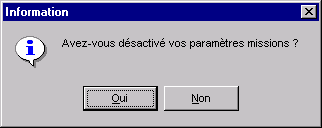 Information
Avez-vous désactivé vos paramètres missions ?
Oui
Non